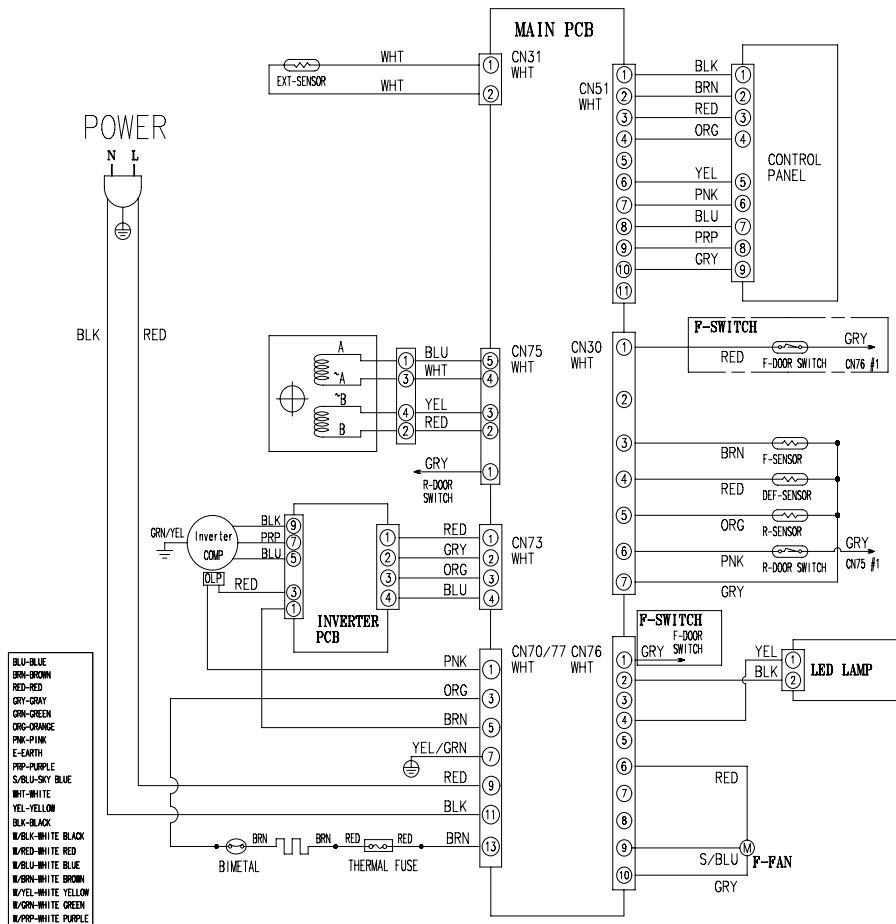 MAIN PCB
WHT
CN31
WHT
EXT-SENSOR
WHT
1
2
CN51
WHT
1 BLK 1
2 BRN 2
3 RED 3
4 ORG 4
5
6 YEL 5
7 PNK 6
8 BLU 7
9 PRP 8
10 GRY 9
11
CONTROL
PANEL
POWER
N L
BLK
RED
A
~A
~B
B
1 BLU 5
3 WHT 4
4 YEL 3
2 RED 2
CN75
WHT
GRY 1
R-DOOR
SWITCH
CN30
WHT
F-SWITCH
1
RED
F-DOOR SWITCH
GRY
CN76 #1
2
3
BRN
F-SENSOR
4
RED
DEF-SENSOR
5
ORG
R-SENSOR
6
PNK
R-DOOR SWITCH
GRY
CN75 #1
7
GRY
GRN/YEL
Inverter
COMP
OLP
BLK 9
PRP 7
BLU 5
RED 3
1
INVERTER
PCB
1 RED 1
2 GRY 2
3 ORG 3
4 BLU 4
CN73
WHT
CN70/77
WHT
PNK 1
ORG 3
BRN 5
YEL/GRN 7
RED 9
BLK 11
BRN 13
BIMETAL
BRN
BRN
RED
THERMAL FUSE
RED
CN76
WHT
F-SWITCH
F-DOOR
SWITCH
1 GRY
2
3
4
5
6
7
8
9
10
YEL 1
BLK 2
LED LAMP
RED
S/BLU
GRY
M
F-FAN
BLU-BLUE
BRN-BROWN
RED-RED
GRY-GRAY
GRN-GREEN
ORG-ORANGE
PNK-PINK
E-EARTH
PRP-PURPLE
S/BLU-SKY BLUE
WHT-WHITE
YEL-YELLOW
BLK-BLACK
W/BLK-WHITE BLACK
W/RED-WHITE RED
W/BLU-WHITE BLUE
W/BRN-WHITE BROWN
W/YEL-WHITE YELLOW
W/GRN-WHITE GREEN
W/PRP-WHITE PURPLE